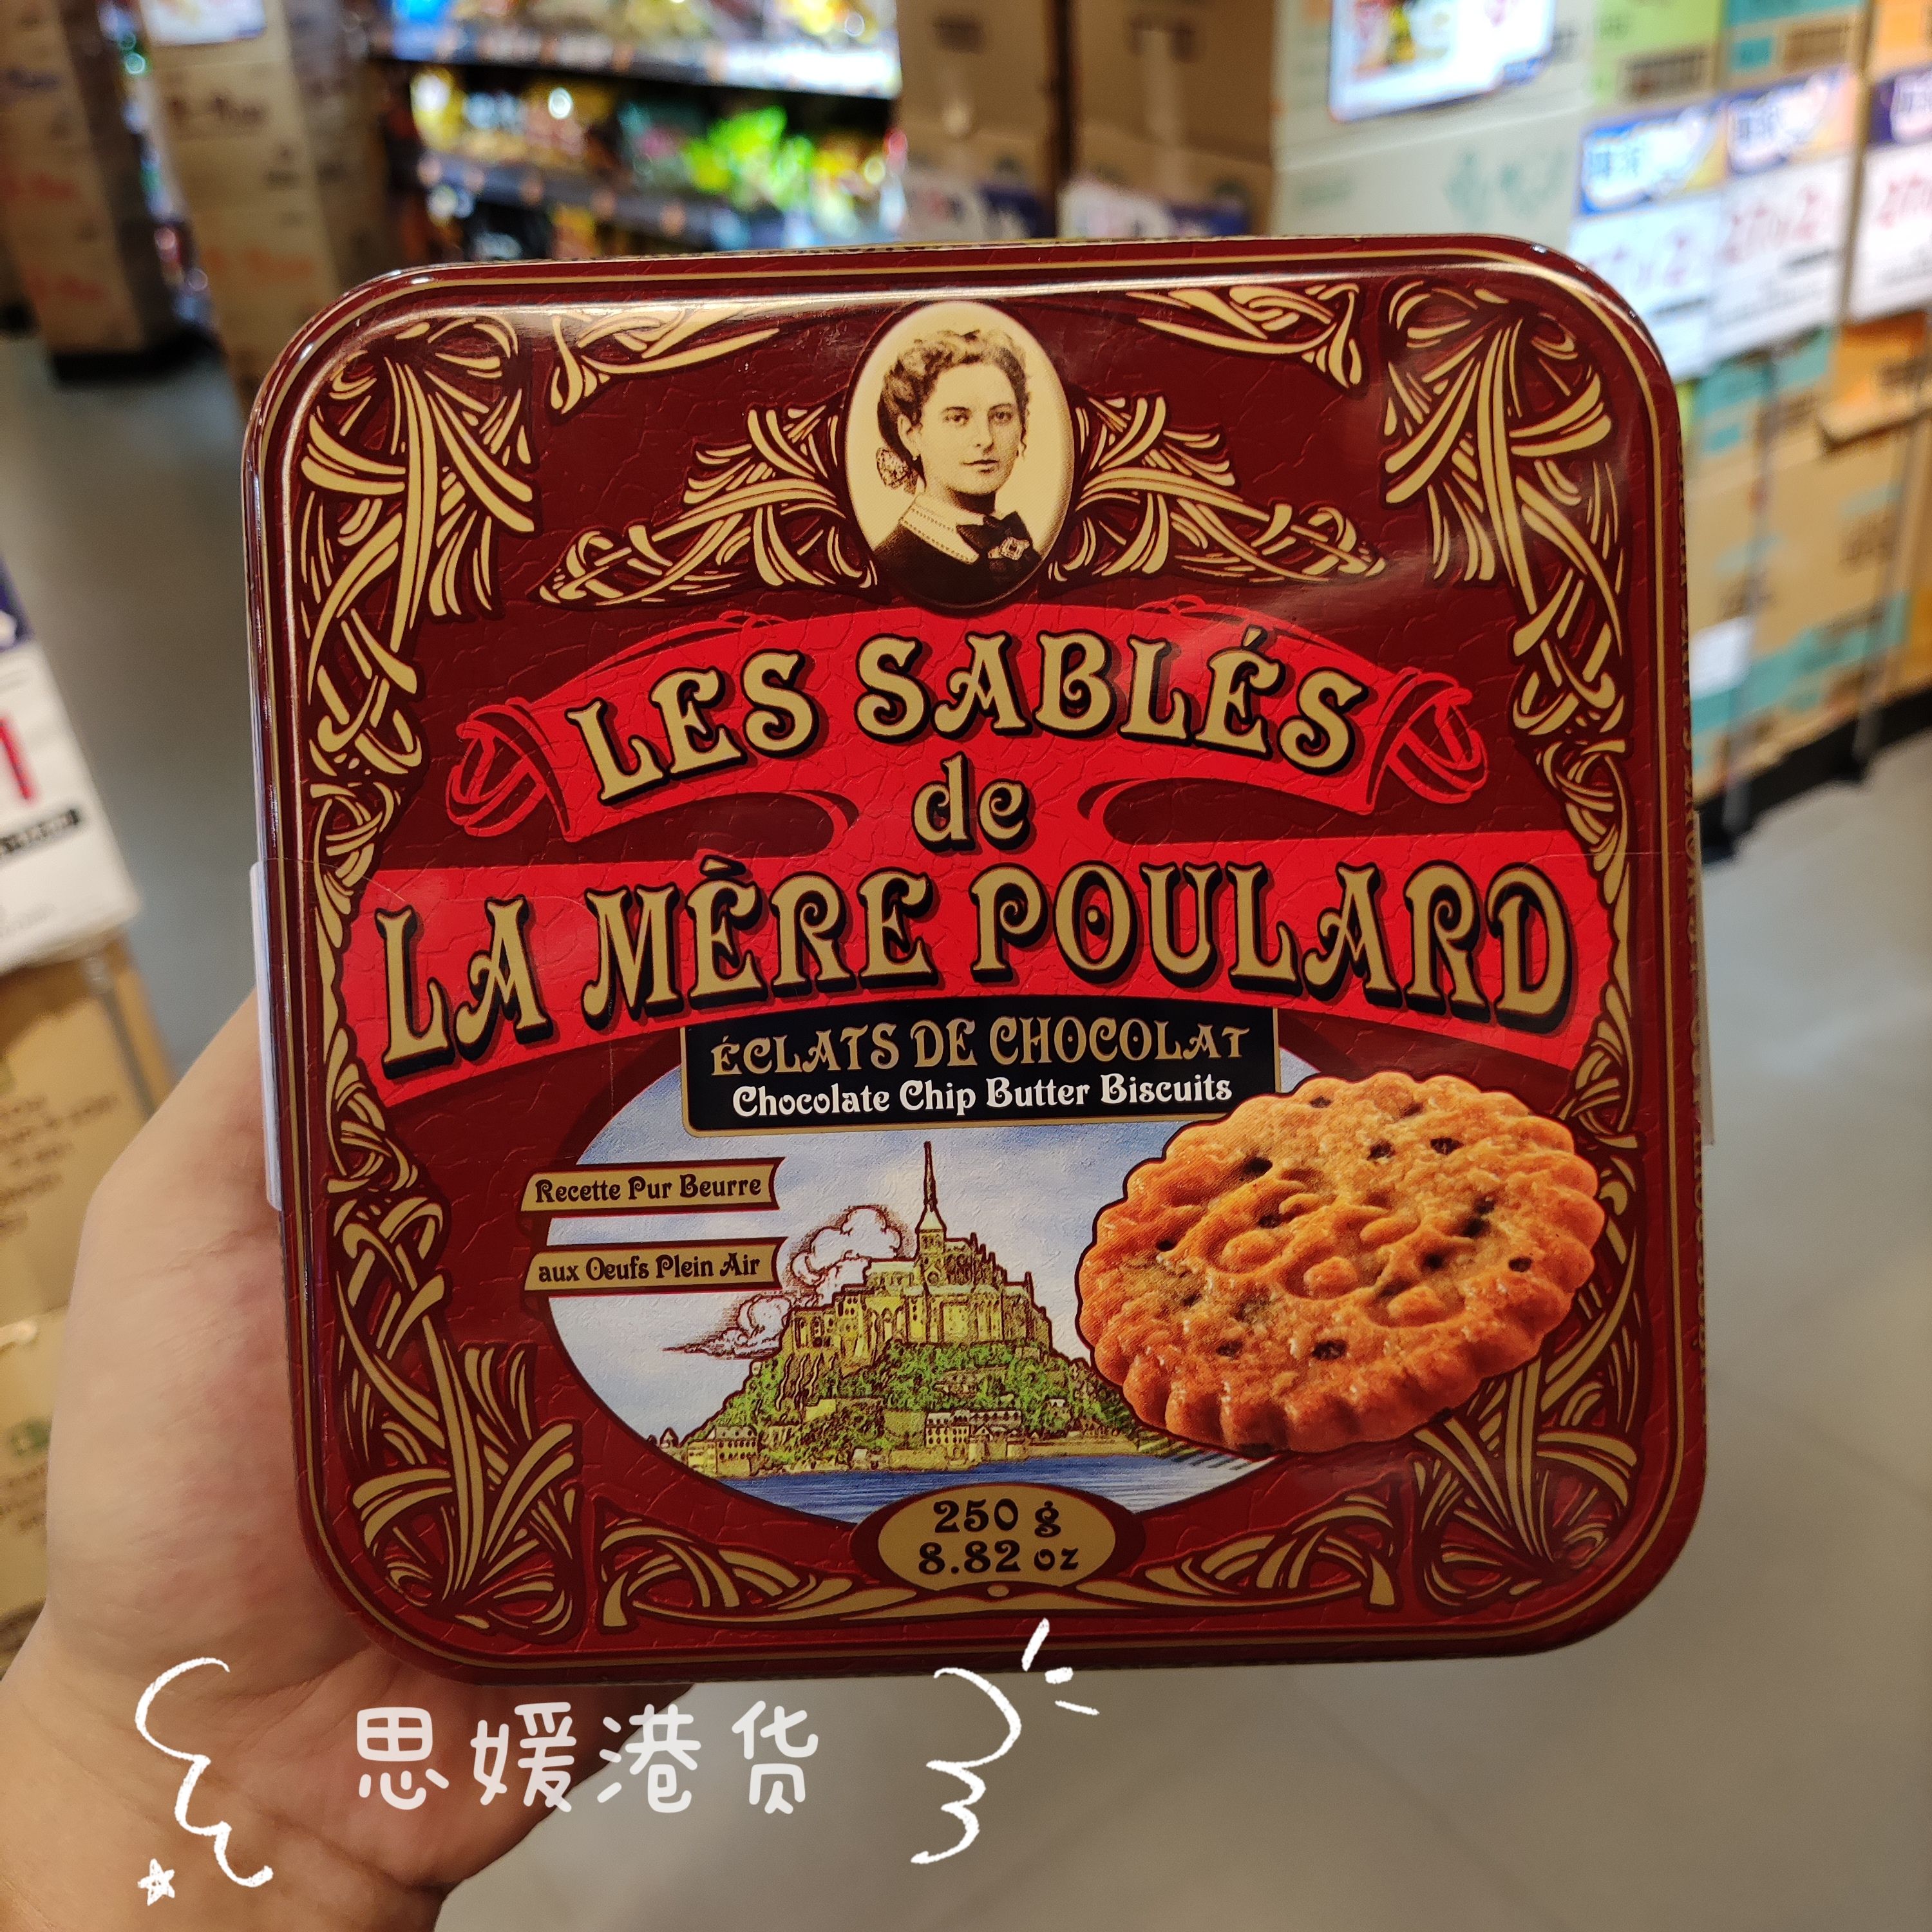 LES SABLÉS
de
LA MÈRE POULARD
ÉCLATS DE CHOCOLAT
Chocolate Chip Butter Biscuits
Recette Pur Beurre
aux Oeufs Plein Air
250 g
8.82 oz
思媛港货